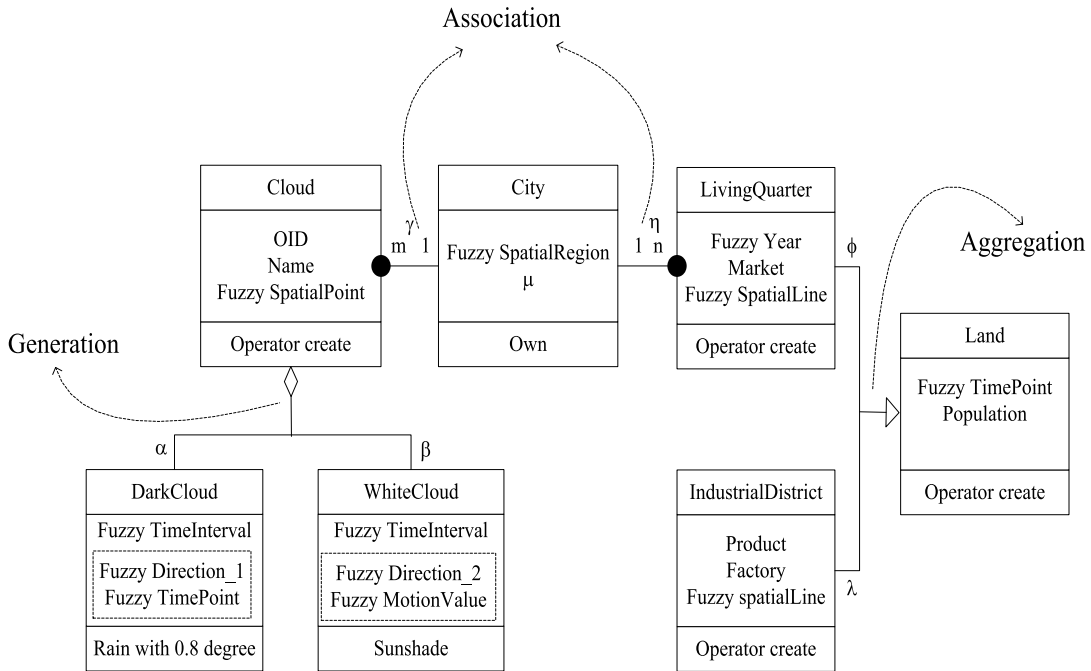 Association
Cloud
OID
Name
Fuzzy SpatialPoint
Operator create
γ
m 1
City
Fuzzy SpatialRegion
μ
Own
η
1 n
LivingQuarter
Fuzzy Year
Market
Fuzzy SpatialLine
Operator create
ϕ
Aggregation
Land
Fuzzy TimePoint
Population
Operator create
Generation
α
β
DarkCloud
Fuzzy TimeInterval
Fuzzy Direction_1
Fuzzy TimePoint
Rain with 0.8 degree
WhiteCloud
Fuzzy TimeInterval
Fuzzy Direction_2
Fuzzy MotionValue
Sunshade
IndustrialDistrict
Product
Factory
Fuzzy spatialLine
Operator create
λ